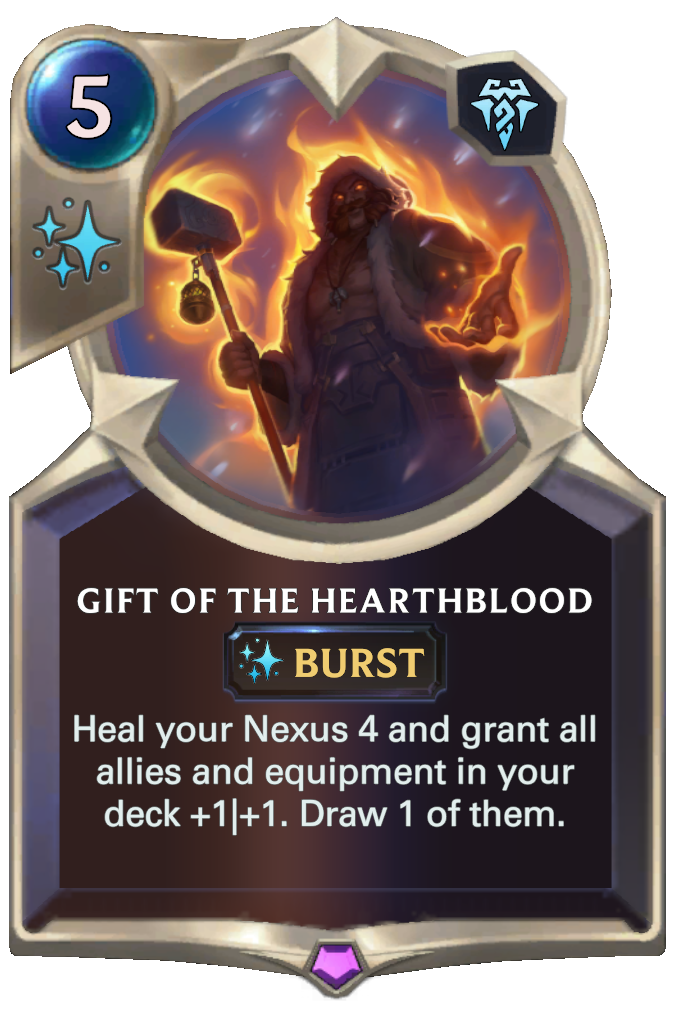 5
GIFT OF THE HEARTHBLOOD
BURST
Heal your Nexus 4 and grant all
allies and equipment in your
deck +1|+1. Draw 1 of them.